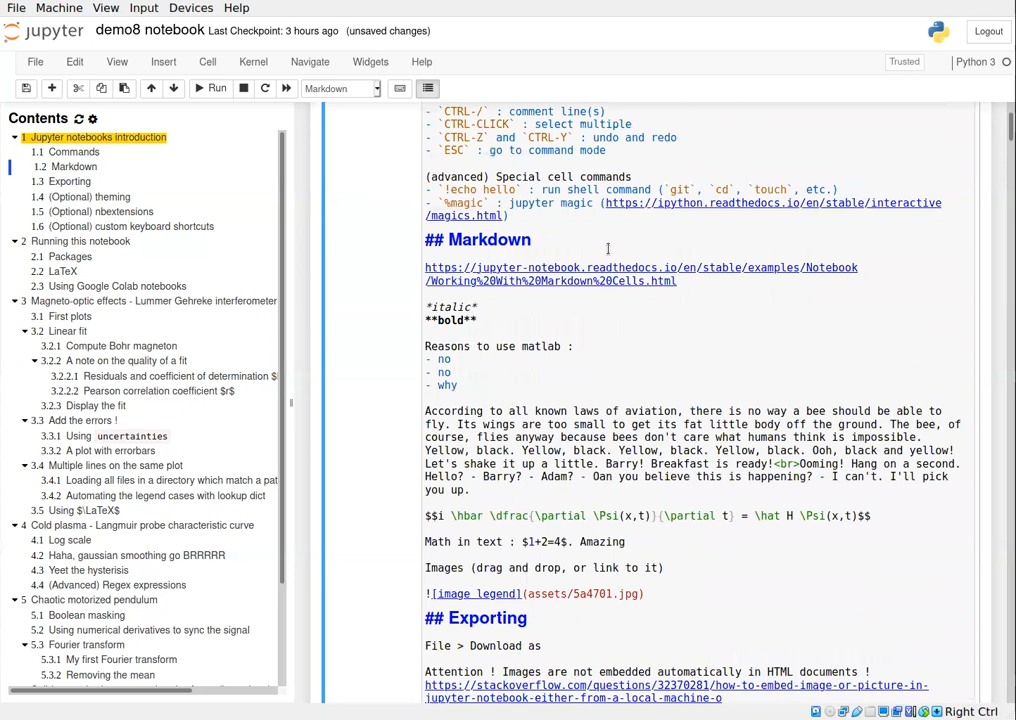 File Machine View Input Devices Help
jupyter demo8 notebook Last Checkpoint: 3 hours ago (unsaved changes) Logout
File Edit View Insert Cell Kernel Navigate Widgets Help Trusted Python 3
Run Markdown
Contents
1 Jupyter notebooks introduction
1.1 Commands
1.2 Markdown
1.3 Exporting
1.4 (Optional) theming
1.5 (Optional) nbextensions
1.6 (Optional) custom keyboard shortcuts
2 Running this notebook
2.1 Packages
2.2 LaTeX
2.3 Using Google Colab notebooks
3 Magneto-optic effects - Lummer Gehreke interferometer
3.1 First plots
3.2 Linear fit
3.2.1 Compute Bohr magneton
3.2.2 A note on the quality of a fit
3.2.2.1 Residuals and coefficient of determination $
3.2.2.2 Pearson correlation coefficient $r$
3.2.3 Display the fit
3.3 Add the errors !
3.3.1 Using uncertainties
3.3.2 A plot with errorbars
3.4 Multiple lines on the same plot
3.4.1 Loading all files in a directory which match a pat
3.4.2 Automating the legend cases with lookup dict
3.5 Using $\LaTeX$
4 Cold plasma - Langmuir probe characteristic curve
4.1 Log scale
4.2 Haha, gaussian smoothing go BRRRRR
4.3 Yeet the hysterisis
4.4 (Advanced) Regex expressions
5 Chaotic motorized pendulum
5.1 Boolean masking
5.2 Using numerical derivatives to sync the signal
5.3 Fourier transform
5.3.1 My first Fourier transform
5.3.2 Removing the mean
- `CTRL-/` : comment line(s)
- `CTRL-CLICK` : select multiple
- `CTRL-Z` and `CTRL-Y` : undo and redo
- `ESC` : go to command mode
(advanced) Special cell commands
- `!echo hello` : run shell command (`git`, `cd`, `touch`, etc.)
- `%magic` : jupyter magic (https://ipython.readthedocs.io/en/stable/interactive
/magics.html)
## Markdown
https://jupyter-notebook.readthedocs.io/en/stable/examples/Notebook
/Working%20With%20Markdown%20Cells.html
*italic*
**bold**
Reasons to use matlab :
- no
- no
- why
According to all known laws of aviation, there is no way a bee should be able to
fly. Its wings are too small to get its fat little body off the ground. The bee, of
course, flies anyway because bees don't care what humans think is impossible.
Yellow, black. Yellow, black. Yellow, black. Yellow, black. Ooh, black and yellow!
Let's shake it up a little. Barry! Breakfast is ready!<br>Ooming! Hang on a second.
Hello? - Barry? - Adam? - Oan you believe this is happening? - I can't. I'll pick
you up.
$$i \hbar \dfrac{\partial \Psi(x,t)}{\partial t} = \hat H \Psi(x,t)$$
Math in text : $1+2=4$. Amazing
Images (drag and drop, or link to it)
![image legend](assets/5a4701.jpg)
## Exporting
File > Download as
Attention ! Images are not embedded automatically in HTML documents !
https://stackoverflow.com/questions/32370281/how-to-embed-image-or-picture-in-
jupyter-notebook-either-from-a-local-machine-o
Right Ctrl